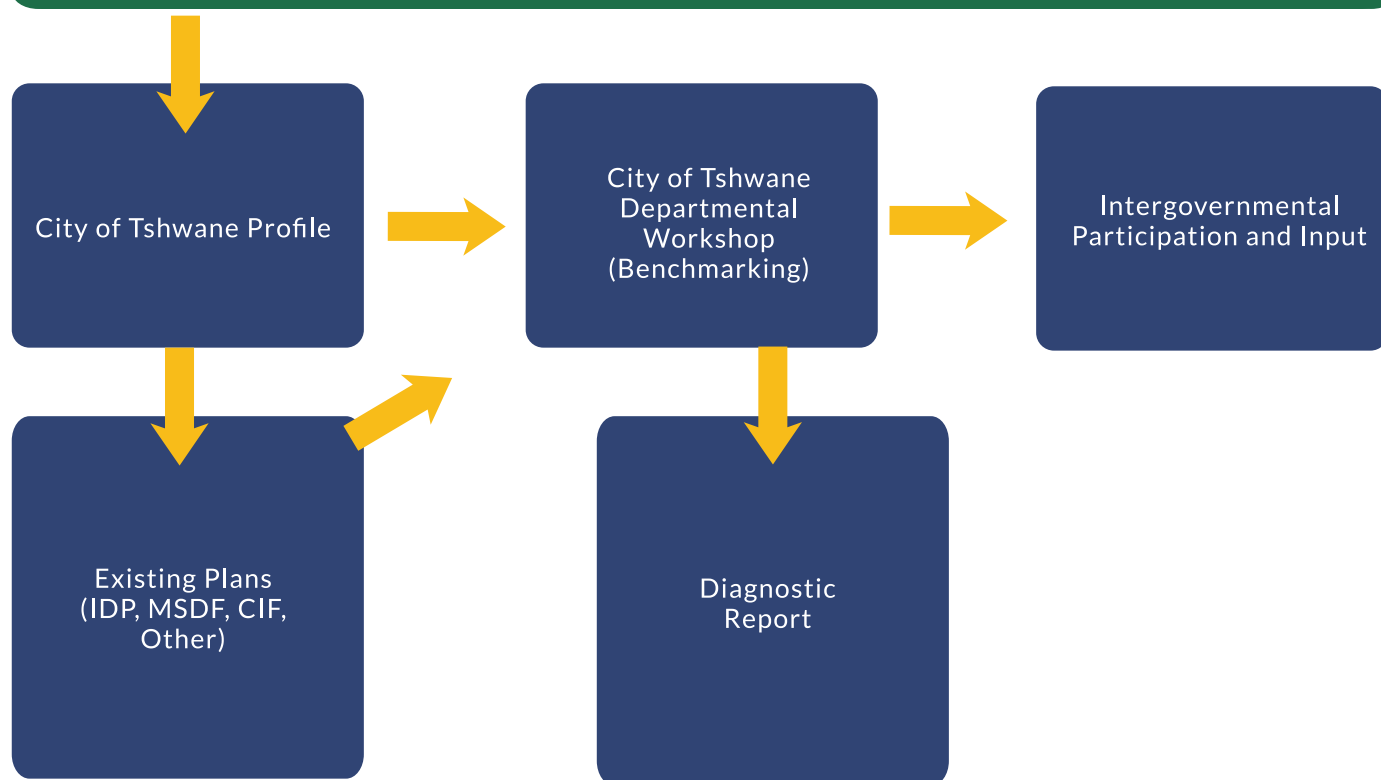 City of Tshwane Profile
City of Tshwane
Departmental
Workshop
(Benchmarking)
Intergovernmental
Participation and Input
Existing Plans
(IDP, MSDF, CIF,
Other)
Diagnostic
Report